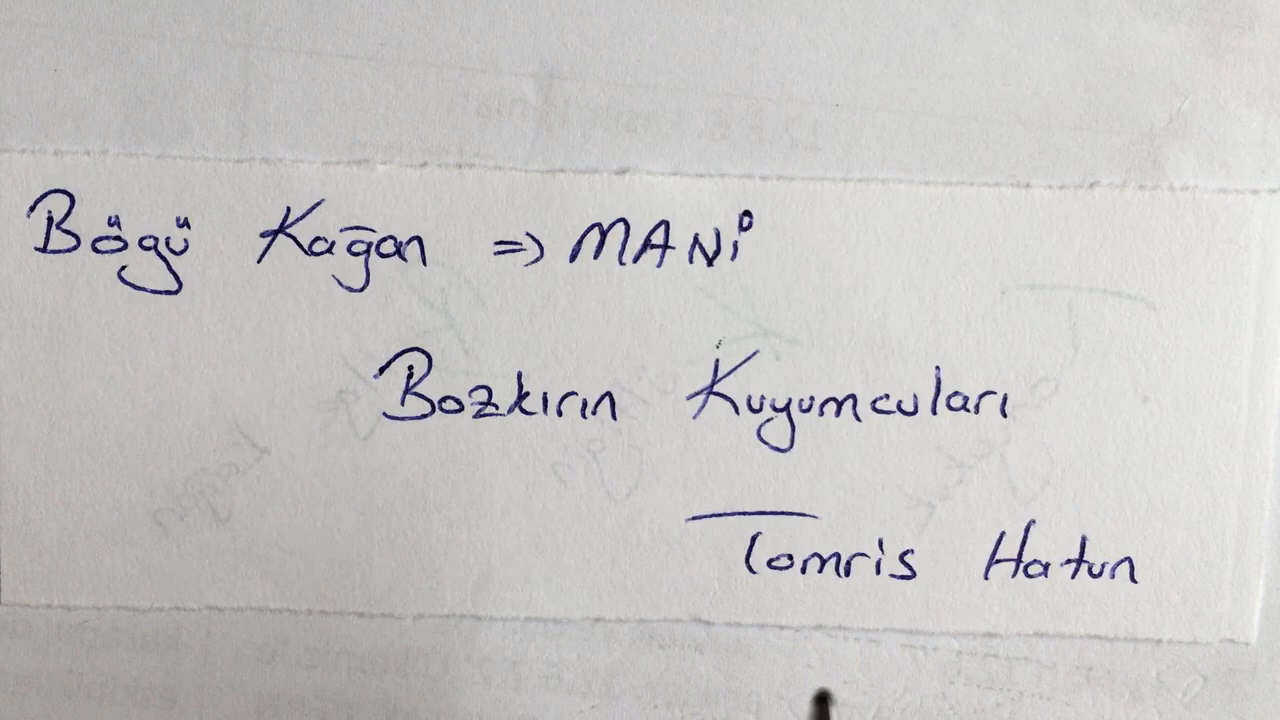 Bögü Kağan => MANİ
Bozkırın Kuyumcuları
Tomris Hatun